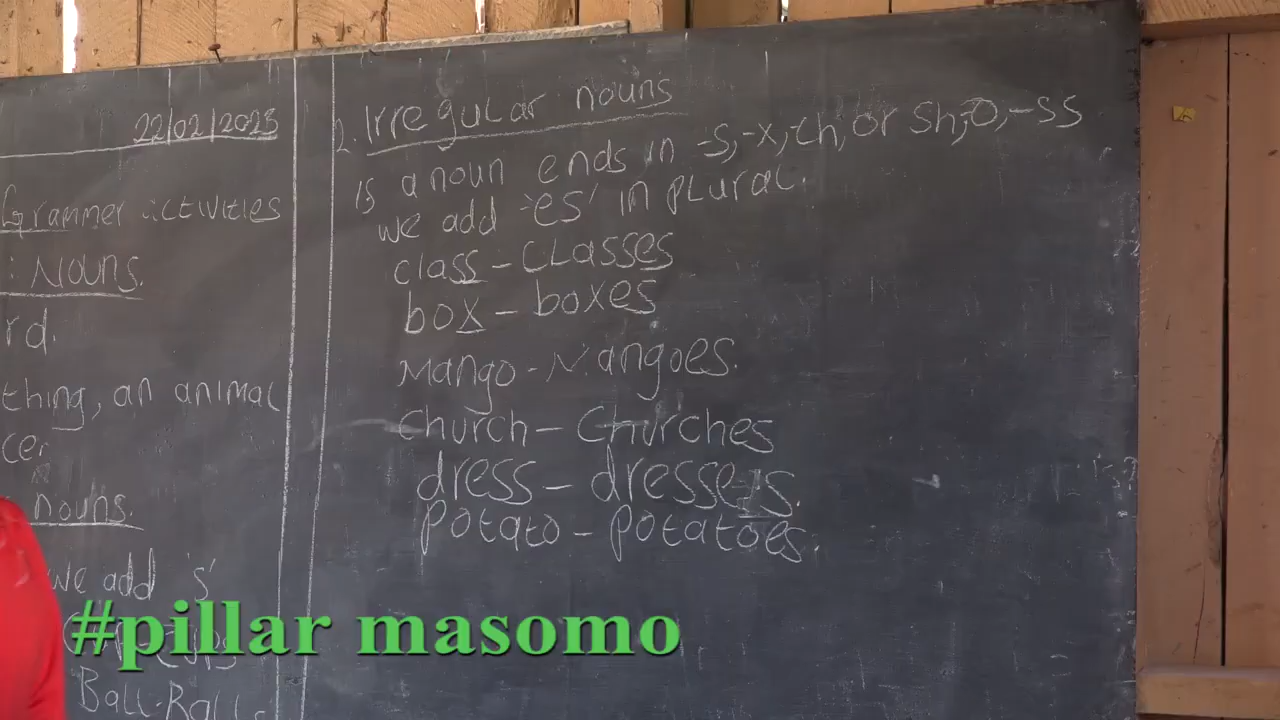 22/02/2023
Grammer activities
: Nouns.
rd.
thing, an animal
ce
nouns.
we add 's'
Ball-Balls
2. Irregular nouns
is a noun ends in -s,-x,-ch, or sh,-o,-ss
we add -'es' in plural.
class - classes
box - boxes
Mango - Mangoes.
Church - Churches
dress - dresses.
Potato - Potatoes.
#pillar masomo